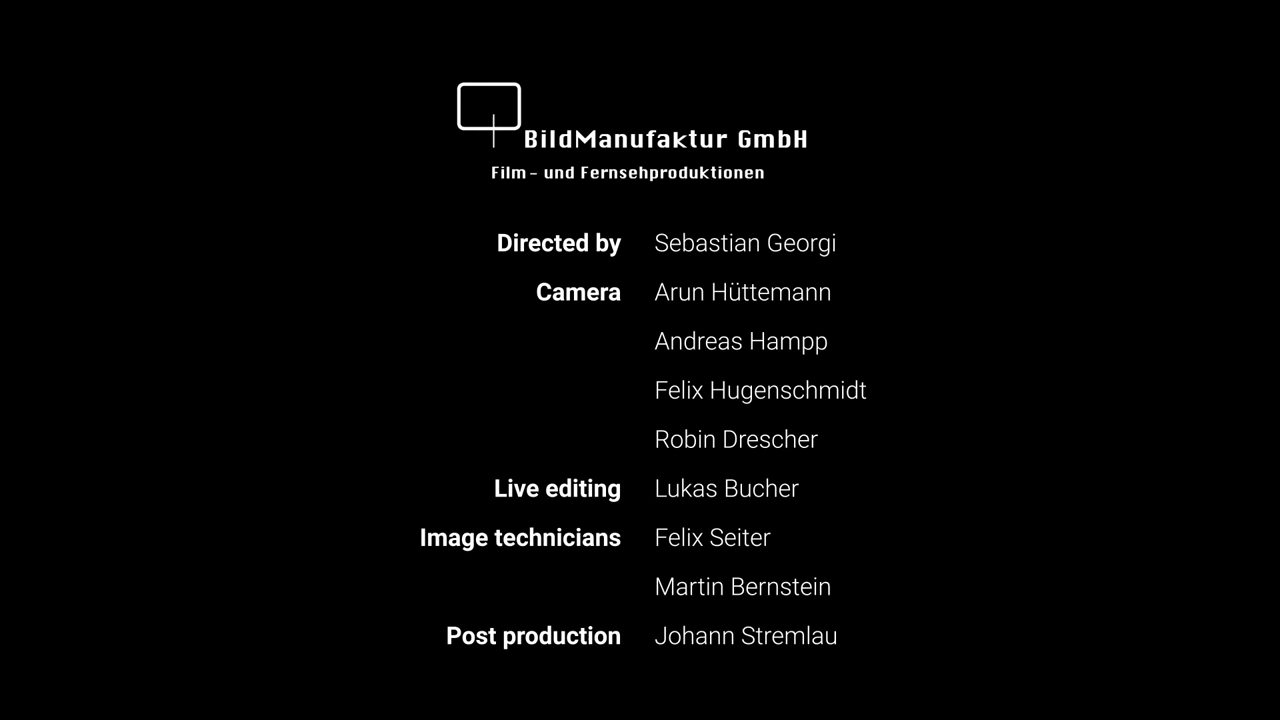 BildManufaktur GmbH
Film- und Fernsehproduktionen
Directed by Sebastian Georgi
Camera Arun Hüttemann
Andreas Hampp
Felix Hugenschmidt
Robin Drescher
Live editing Lukas Bucher
Image technicians Felix Seiter
Martin Bernstein
Post production Johann Stremlau